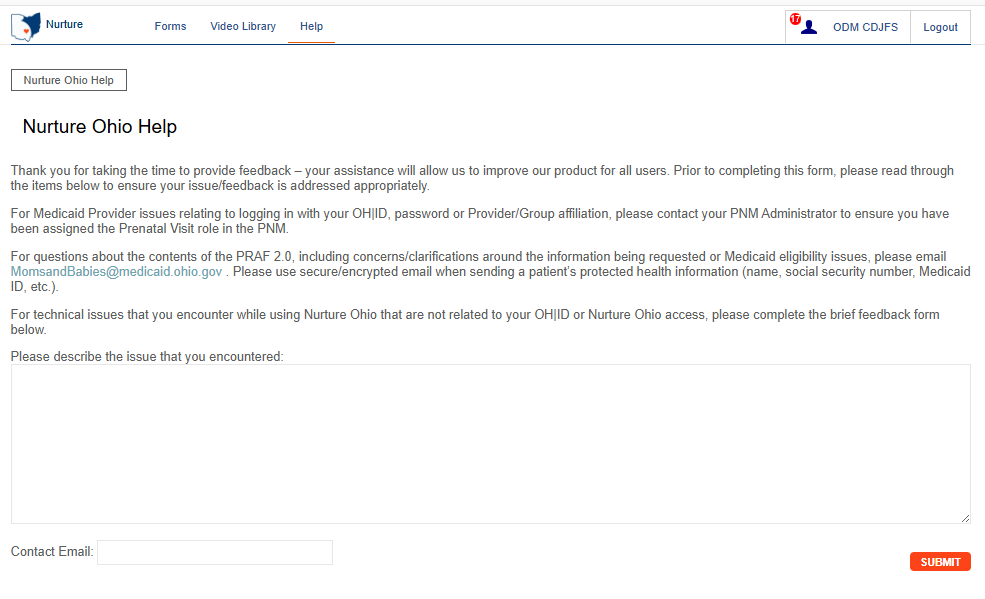 Nurture
Forms
Video Library
Help
17
ODM CDJFS
Logout
Nurture Ohio Help
Nurture Ohio Help
Thank you for taking the time to provide feedback – your assistance will allow us to improve our product for all users. Prior to completing this form, please read through
the items below to ensure your issue/feedback is addressed appropriately.
For Medicaid Provider issues relating to logging in with your OH|ID, password or Provider/Group affiliation, please contact your PNM Administrator to ensure you have
been assigned the Prenatal Visit role in the PNM.
For questions about the contents of the PRAF 2.0, including concerns/clarifications around the information being requested or Medicaid eligibility issues, please email
MomsandBabies@medicaid.ohio.gov . Please use secure/encrypted email when sending a patient's protected health information (name, social security number, Medicaid
ID, etc.).
For technical issues that you encounter while using Nurture Ohio that are not related to your OH|ID or Nurture Ohio access, please complete the brief feedback form
below.
Please describe the issue that you encountered:
Contact Email:
SUBMIT